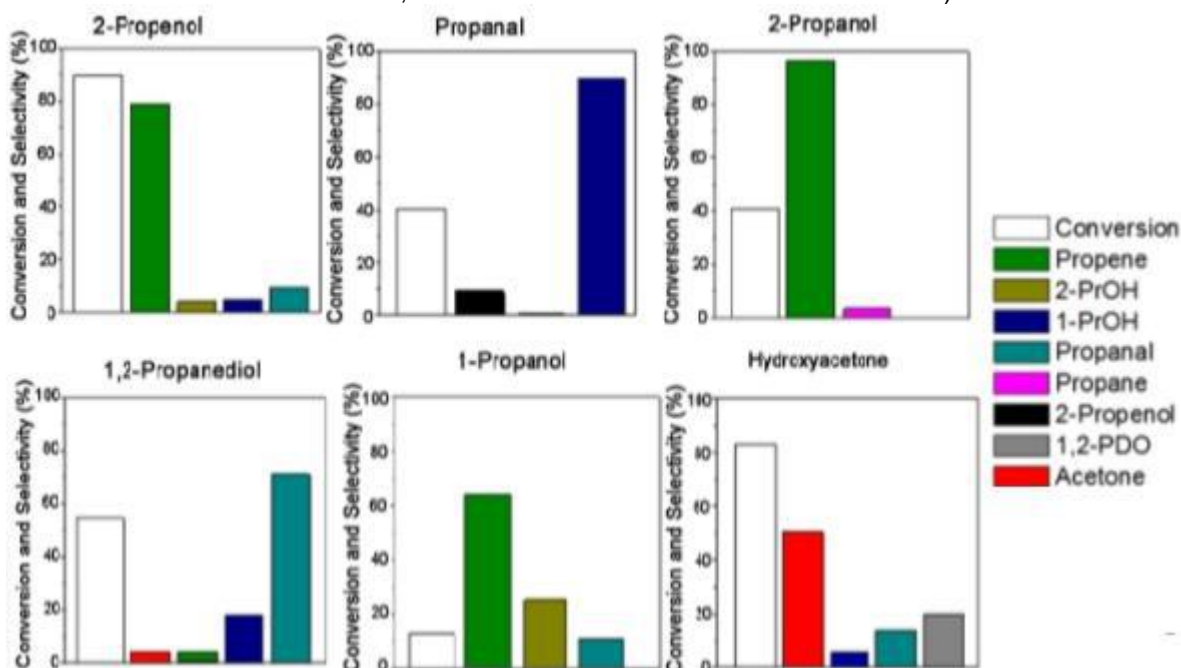 2-Propenol
Conversion and Selectivity (%)
100
80
60
40
20
0
Propanal
Conversion and Selectivity (%)
100
80
60
40
20
0
2-Propanol
Conversion and Selectivity (%)
100
80
60
40
20
0
Conversion
Propene
2-PrOH
1-PrOH
Propanal
Propane
2-Propenol
1,2-PDO
Acetone
1,2-Propanediol
Conversion and Selectivity (%)
100
80
60
40
20
0
1-Propanol
Conversion and Selectivity (%)
100
80
60
40
20
0
Hydroxyacetone
Conversion and Selectivity (%)
100
80
60
40
20
0